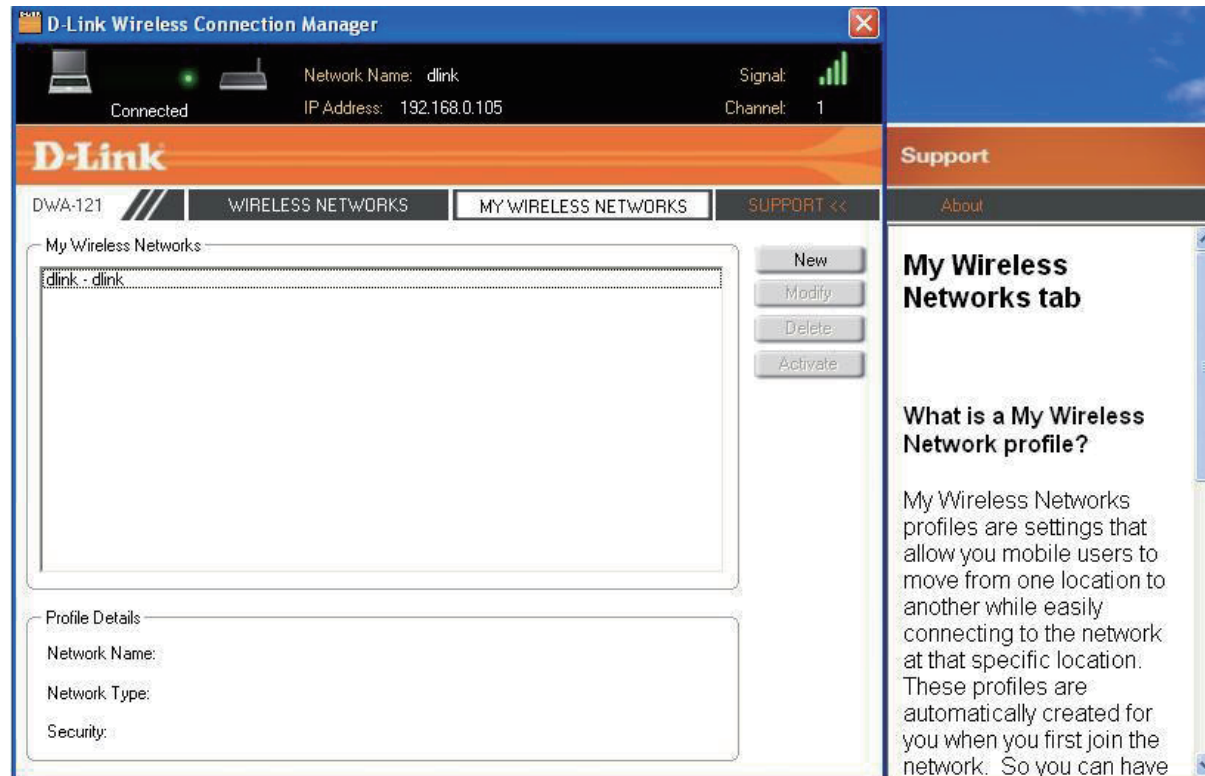 D-Link Wireless Connection Manager
Network Name: dlink
Signal:
Connected
IP Address: 192.168.0.105
Channel: 1
D-Link
DWA-121
WIRELESS NETWORKS
MY WIRELESS NETWORKS
SUPPORT <<
My Wireless Networks
dlink - dlink
New
Modify
Delete
Activate
Profile Details
Network Name:
Network Type:
Security:
Support
About
My Wireless
Networks tab
What is a My Wireless
Network profile?
My Wireless Networks
profiles are settings that
allow you mobile users to
move from one location to
another while easily
connecting to the network
at that specific location.
These profiles are
automatically created for
you when you first join the
network. So you can have